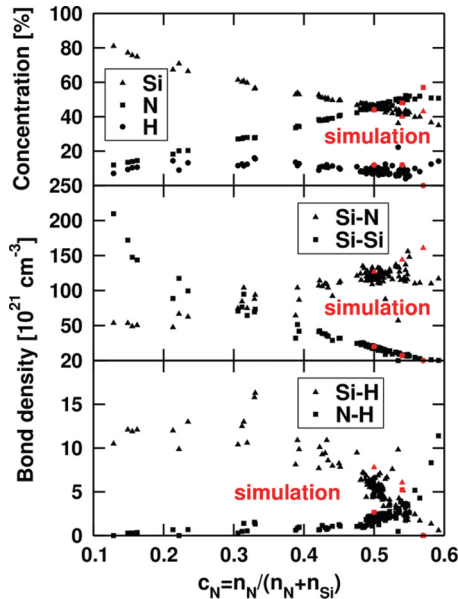 Concentration [%]
100
80
60
40
20
Si
N
H
simulation
Bond density [10²¹ cm⁻³]
250
200
150
100
50
Si-N
Si-Si
simulation
20
15
10
5
0
Si-H
N-H
simulation
0.1 0.2 0.3 0.4 0.5 0.6
c_N=n_N/(n_N+n_Si)